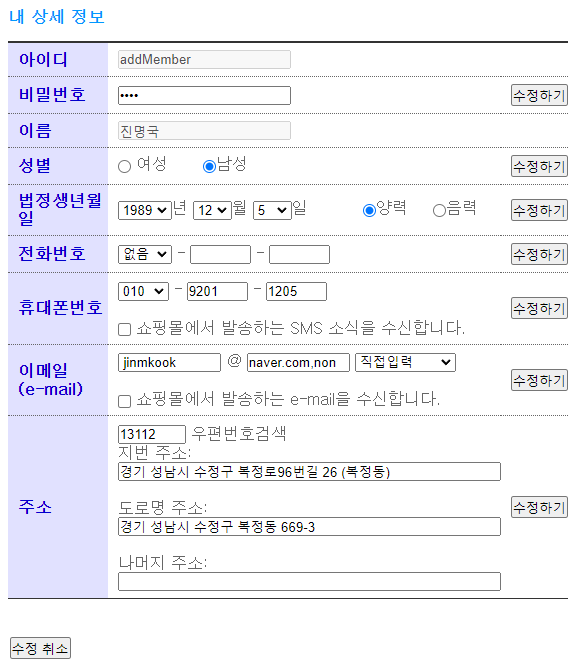 내 상세 정보
아이디 addMember
비밀번호 •••• 수정하기
이름 진명국
성별 여성 남성 수정하기
법정생년월
일
1989 년 12 월 5 일 양력 음력 수정하기
전화번호 없음 - - 수정하기
휴대폰번호 010 - 9201 - 1205 수정하기
쇼핑몰에서 발송하는 SMS 소식을 수신합니다.
이메일
(e-mail)
jinmkook @ naver.com,non 직접입력 수정하기
쇼핑몰에서 발송하는 e-mail을 수신합니다.
주소
13112 우편번호검색
지번 주소:
경기 성남시 수정구 복정로96번길 26 (복정동)
도로명 주소: 수정하기
경기 성남시 수정구 복정동 669-3
나머지 주소:
수정 취소